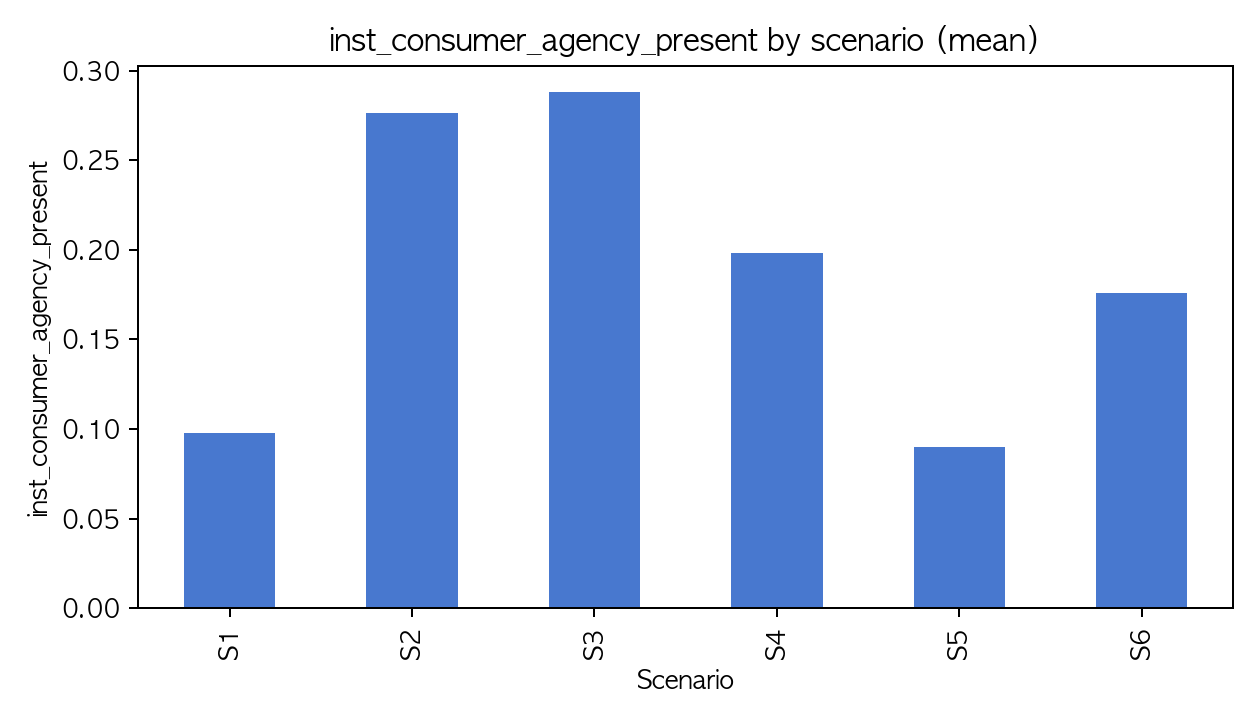 inst_consumer_agency_present by scenario (mean)
inst_consumer_agency_present
0.30
0.25
0.20
0.15
0.10
0.05
0.00
S1
S2
S3
S4
S5
S6
Scenario